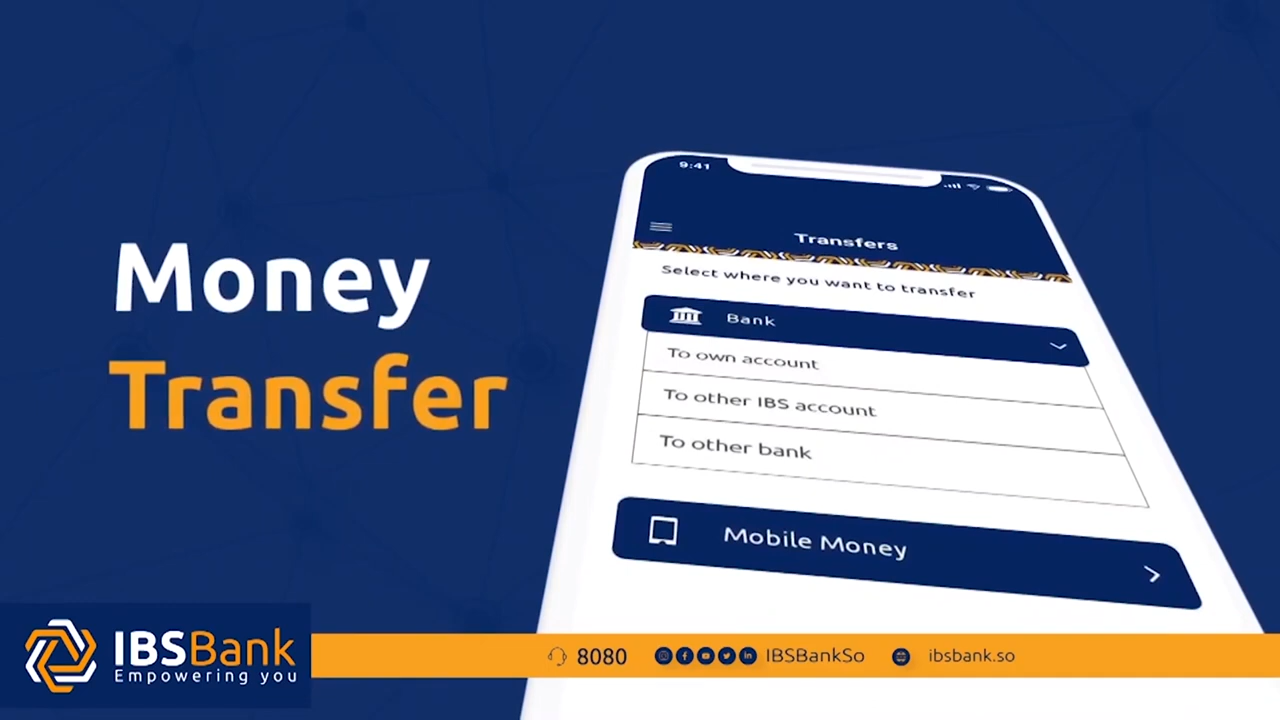 Money
Transfer
9:41
Transfers
Select where you want to transfer
Bank
To own account
To other IBS account
To other bank
Mobile Money
IBSBank
Empowering you
8080
IBSBankSo
ibsbank.so